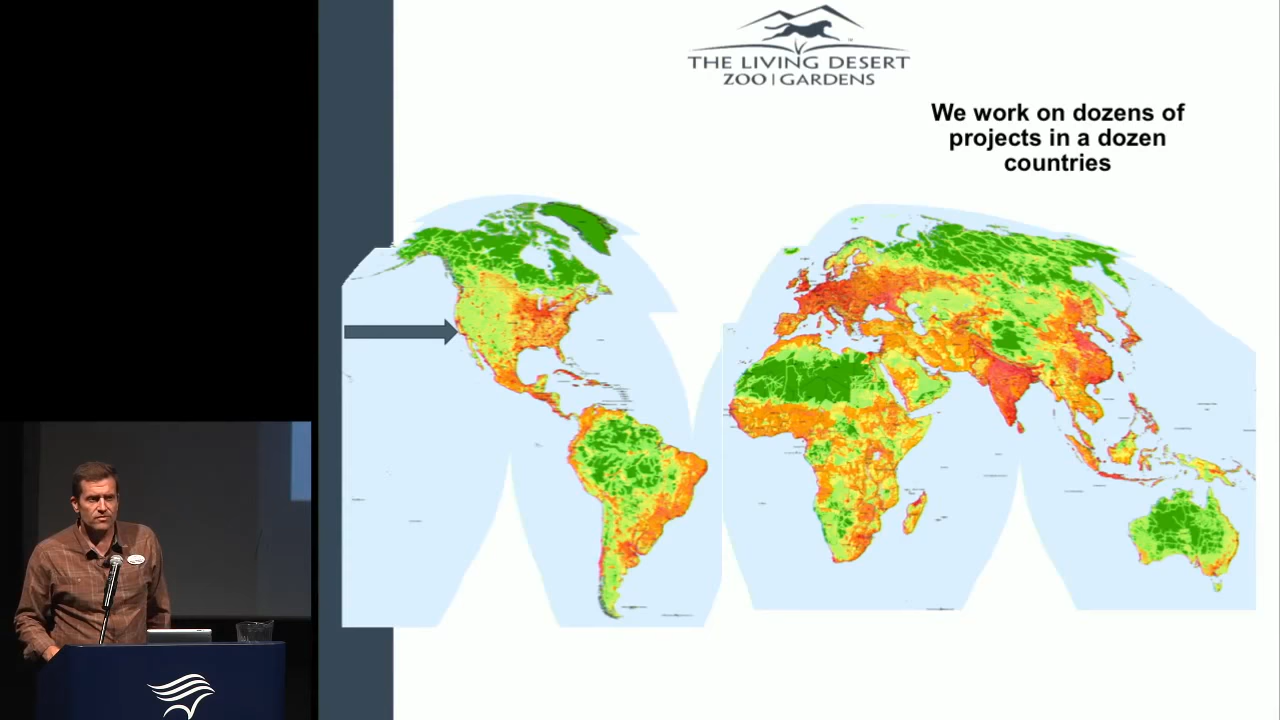 THE LIVING DESERT
ZOO | GARDENS
We work on dozens of
projects in a dozen
countries